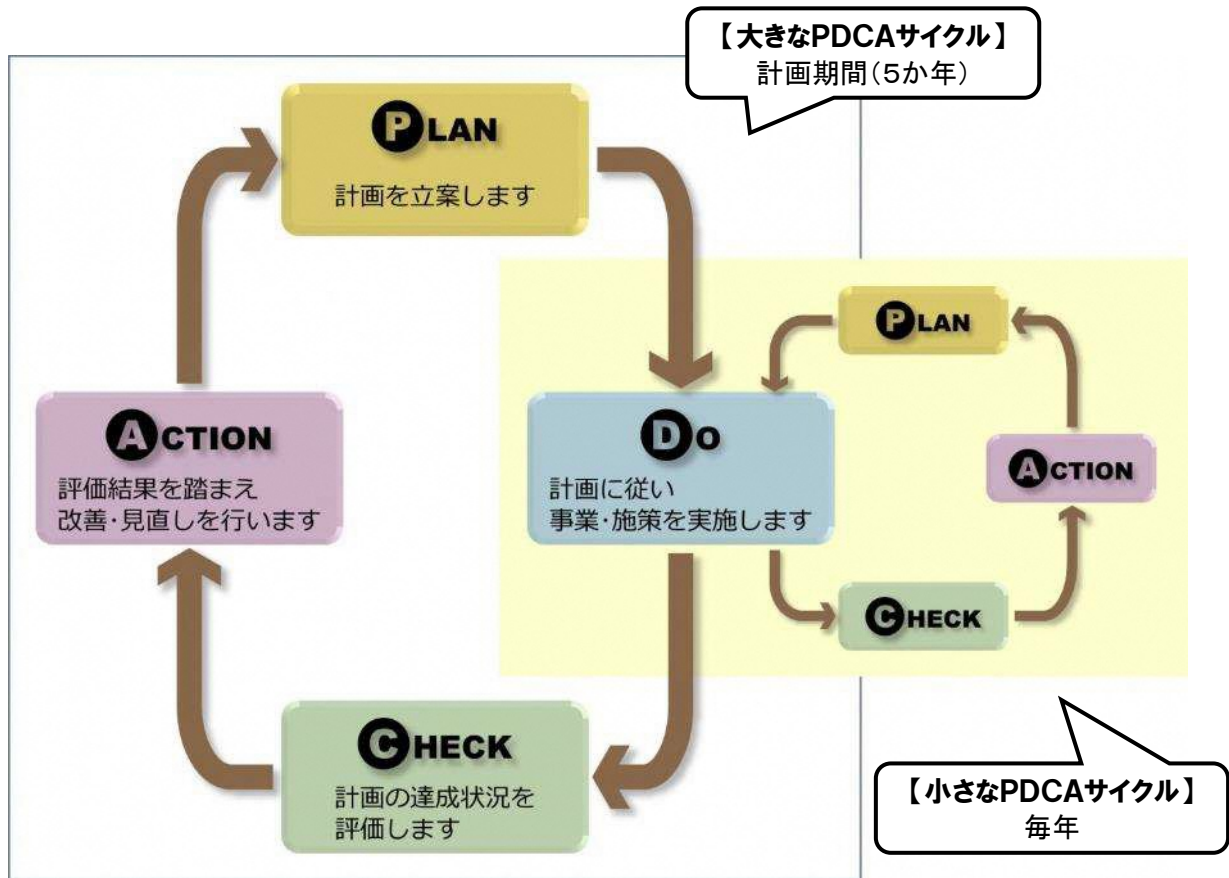 【大きなPDCAサイクル】
計画期間(5か年)
PLAN
計画を立案します
PLAN
ACTION
評価結果を踏まえ
改善・見直しを行います
DO
計画に従い
事業・施策を実施します
ACTION
CHECK
CHECK
計画の達成状況を
評価します
【小さなPDCAサイクル】
毎年